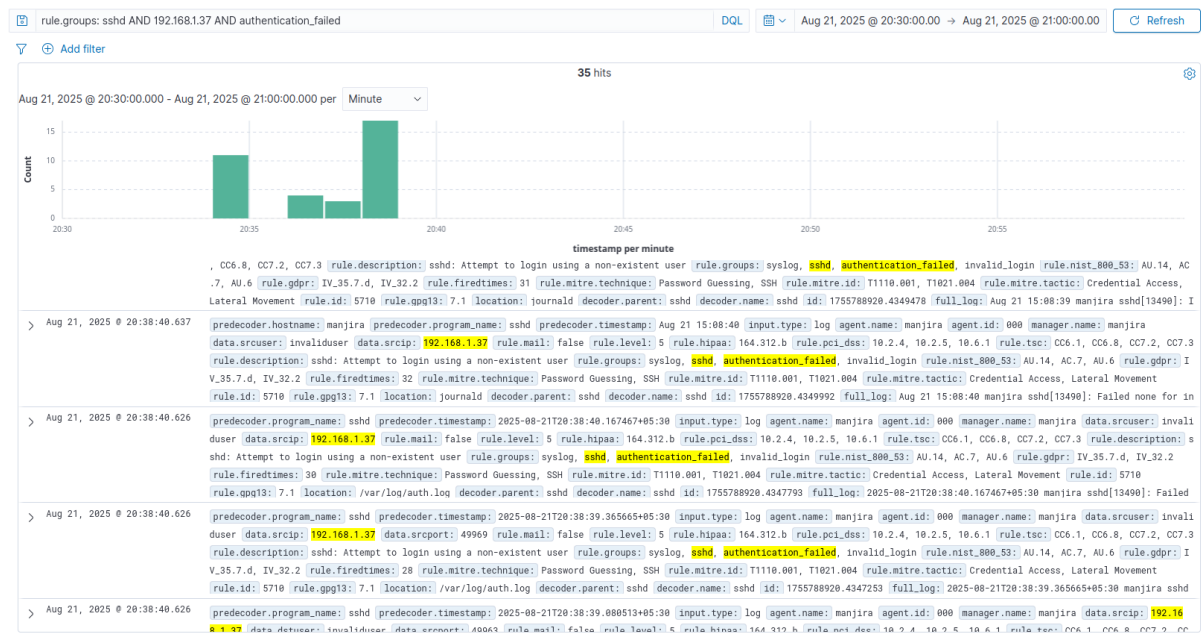 rule.groups: sshd AND 192.168.1.37 AND authentication_failed
DQL
Aug 21, 2025 @ 20:30:00.00 → Aug 21, 2025 @ 21:00:00.00
Refresh
Add filter
35 hits
Aug 21, 2025 @ 20:30:00.000 - Aug 21, 2025 @ 21:00:00.000 per Minute
Count
15
10
5
0
20:30 20:35 20:40 20:45 20:50 20:55
timestamp per minute
, CC6.8, CC7.2, CC7.3 rule.description: sshd: Attempt to login using a non-existent user rule.groups: syslog, sshd, authentication_failed, invalid_login rule.nist_800_53: AU.14, AC
.7, AU.6 rule.gdpr: IV_35.7.d, IV_32.2 rule.firedtimes: 31 rule.mitre.technique: Password Guessing, SSH rule.mitre.id: T1110.001, T1021.004 rule.mitre.tactic: Credential Access,
Lateral Movement rule.id: 5710 rule.gpg13: 7.1 location: journald decoder.parent: sshd decoder.name: sshd id: 1755788920.4349478 full_log: Aug 21 15:08:39 manjira sshd[13490]: I
Aug 21, 2025 @ 20:38:40.637
predecoder.hostname: manjira predecoder.program_name: sshd predecoder.timestamp: Aug 21 15:08:40 input.type: log agent.name: manjira agent.id: 000 manager.name: manjira
data.srcuser: invaliduser data.srcip: 192.168.1.37 rule.mail: false rule.level: 5 rule.hipaa: 164.312.b rule.pci_dss: 10.2.4, 10.2.5, 10.6.1 rule.tsc: CC6.1, CC6.8, CC7.2, CC7.3
rule.description: sshd: Attempt to login using a non-existent user rule.groups: syslog, sshd, authentication_failed, invalid_login rule.nist_800_53: AU.14, AC.7, AU.6 rule.gdpr: I
V_35.7.d, IV_32.2 rule.firedtimes: 32 rule.mitre.technique: Password Guessing, SSH rule.mitre.id: T1110.001, T1021.004 rule.mitre.tactic: Credential Access, Lateral Movement
rule.id: 5710 rule.gpg13: 7.1 location: journald decoder.parent: sshd decoder.name: sshd id: 1755788920.4349992 full_log: Aug 21 15:08:40 manjira sshd[13490]: Failed none for in
Aug 21, 2025 @ 20:38:40.626
predecoder.program_name: sshd predecoder.timestamp: 2025-08-21T20:38:40.167467+05:30 input.type: log agent.name: manjira agent.id: 000 manager.name: manjira data.srcuser: invali
duser data.srcip: 192.168.1.37 rule.mail: false rule.level: 5 rule.hipaa: 164.312.b rule.pci_dss: 10.2.4, 10.2.5, 10.6.1 rule.tsc: CC6.1, CC6.8, CC7.2, CC7.3 rule.description: s
shd: Attempt to login using a non-existent user rule.groups: syslog, sshd, authentication_failed, invalid_login rule.nist_800_53: AU.14, AC.7, AU.6 rule.gdpr: IV_35.7.d, IV_32.2
rule.firedtimes: 30 rule.mitre.technique: Password Guessing, SSH rule.mitre.id: T1110.001, T1021.004 rule.mitre.tactic: Credential Access, Lateral Movement rule.id: 5710
rule.gpg13: 7.1 location: /var/log/auth.log decoder.parent: sshd decoder.name: sshd id: 1755788920.4347793 full_log: 2025-08-21T20:38:40.167467+05:30 manjira sshd[13490]: Failed
Aug 21, 2025 @ 20:38:40.626
predecoder.program_name: sshd predecoder.timestamp: 2025-08-21T20:38:39.365665+05:30 input.type: log agent.name: manjira agent.id: 000 manager.name: manjira data.srcuser: invali
duser data.srcip: 192.168.1.37 data.srcport: 49969 rule.mail: false rule.level: 5 rule.hipaa: 164.312.b rule.pci_dss: 10.2.4, 10.2.5, 10.6.1 rule.tsc: CC6.1, CC6.8, CC7.2, CC7.3
rule.description: sshd: Attempt to login using a non-existent user rule.groups: syslog, sshd, authentication_failed, invalid_login rule.nist_800_53: AU.14, AC.7, AU.6 rule.gdpr: I
V_35.7.d, IV_32.2 rule.firedtimes: 28 rule.mitre.technique: Password Guessing, SSH rule.mitre.id: T1110.001, T1021.004 rule.mitre.tactic: Credential Access, Lateral Movement
rule.id: 5710 rule.gpg13: 7.1 location: /var/log/auth.log decoder.parent: sshd decoder.name: sshd id: 1755788920.4347253 full_log: 2025-08-21T20:38:39.365665+05:30 manjira sshd
Aug 21, 2025 @ 20:38:40.626
predecoder.program_name: sshd predecoder.timestamp: 2025-08-21T20:38:39.080513+05:30 input.type: log agent.name: manjira agent.id: 000 manager.name: manjira data.srcip: 192.16
8.1.37 data.dstuser: invaliduser data.srcport: 49963 rule.mail: false rule.level: 5 rule.hipaa: 164.312.b rule.pci_dss: 10.2.4, 10.2.5, 10.6.1 rule.tsc: CC6.1, CC6.8, CC7.2, CC